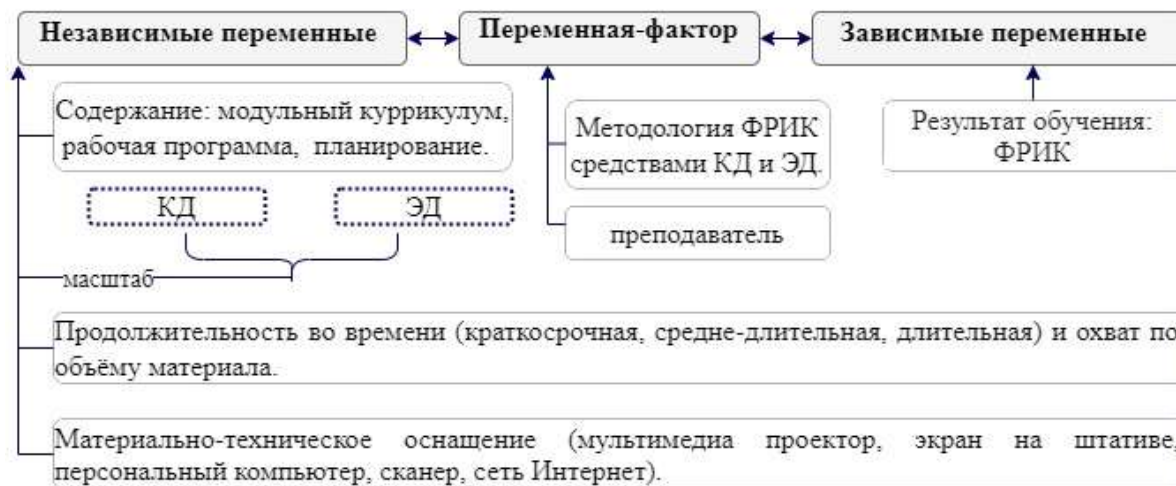 Независимые переменные
Переменная-фактор
Зависимые переменные
Содержание: модульный куррикулум,
рабочая программа, планирование.
КД
ЭД
масштаб
Методология ФРИК
средствами КД и ЭД.
преподаватель
Результат обучения:
ФРИК
Продолжительность во времени (краткосрочная, средне-длительная, длительная) и охват по
объёму материала.
Материально-техническое оснащение (мультимедиа проектор, экран на штативе,
персональный компьютер, сканер, сеть Интернет).